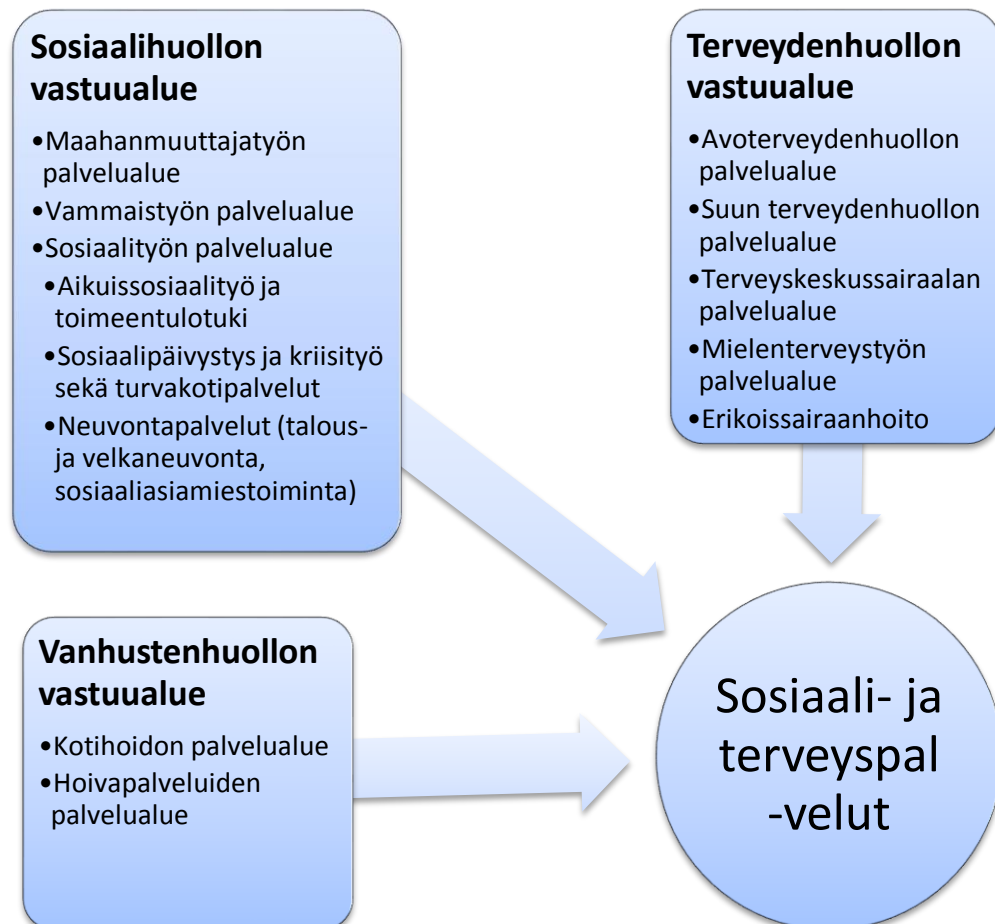 Sosiaalihuollon
vastuualue
•Maahanmuuttajatyön
palvelualue
•Vammaistyön palvelualue
•Sosiaalityön palvelualue
•Aikuissosiaalityö ja
toimeentulotuki
•Sosiaalipäivystys ja kriisityö
sekä turvakotipalvelut
•Neuvontapalvelut (talous-
ja velkaneuvonta,
sosiaaliasiamiestoiminta)
Terveydenhuollon
vastuualue
•Avoterveydenhuollon
palvelualue
•Suun terveydenhuollon
palvelualue
•Terveyskeskussairaalan
palvelualue
•Mielenterveystyön
palvelualue
•Erikoissairaanhoito
Vanhustenhuollon
vastuualue
•Kotihoidon palvelualue
•Hoivapalveluiden
palvelualue
Sosiaali- ja
terveyspal
-velut